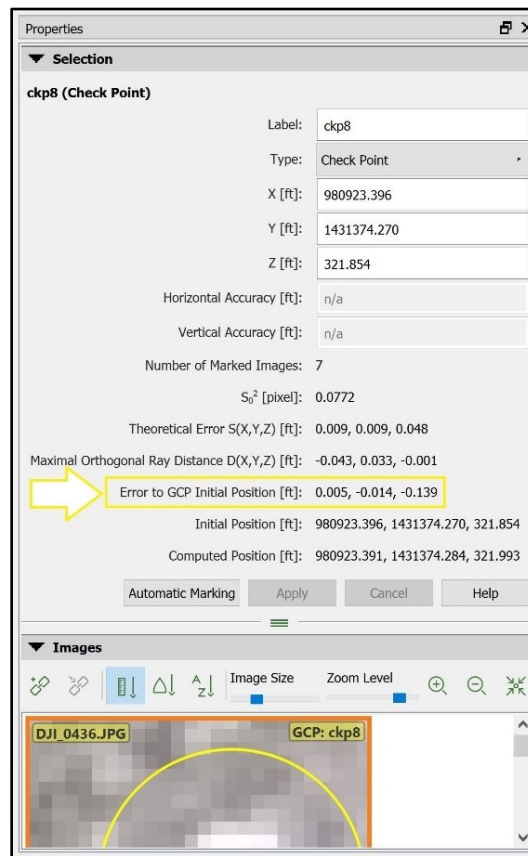 Properties
Selection
ckp8 (Check Point)
Label: ckp8
Type: Check Point
X [ft]: 980923.396
Y [ft]: 1431374.270
Z [ft]: 321.854
Horizontal Accuracy [ft]: n/a
Vertical Accuracy [ft]: n/a
Number of Marked Images: 7
S₀² [pixel]: 0.0772
Theoretical Error S(X,Y,Z) [ft]: 0.009, 0.009, 0.048
Maximal Orthogonal Ray Distance D(X,Y,Z) [ft]: -0.043, 0.033, -0.001
Error to GCP Initial Position [ft]: 0.005, -0.014, -0.139
Initial Position [ft]: 980923.396, 1431374.270, 321.854
Computed Position [ft]: 980923.391, 1431374.284, 321.993
Automatic Marking Apply Cancel Help
Images
A Z Image Size Zoom Level
DJI_0436.JPG GCP: ckp8